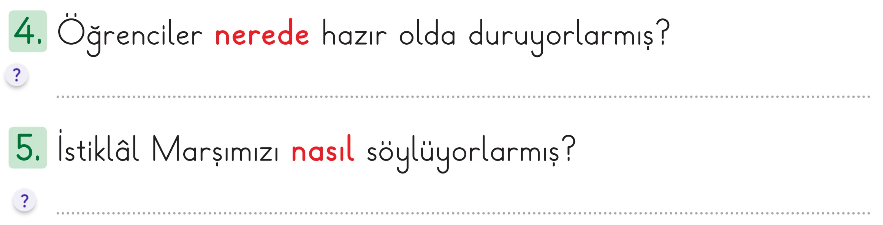 4. Öğrenciler nerede hazır olda duruyorlarmış?
?
5. İstiklâl Marşımızı nasıl söylüyorlarmış?
?